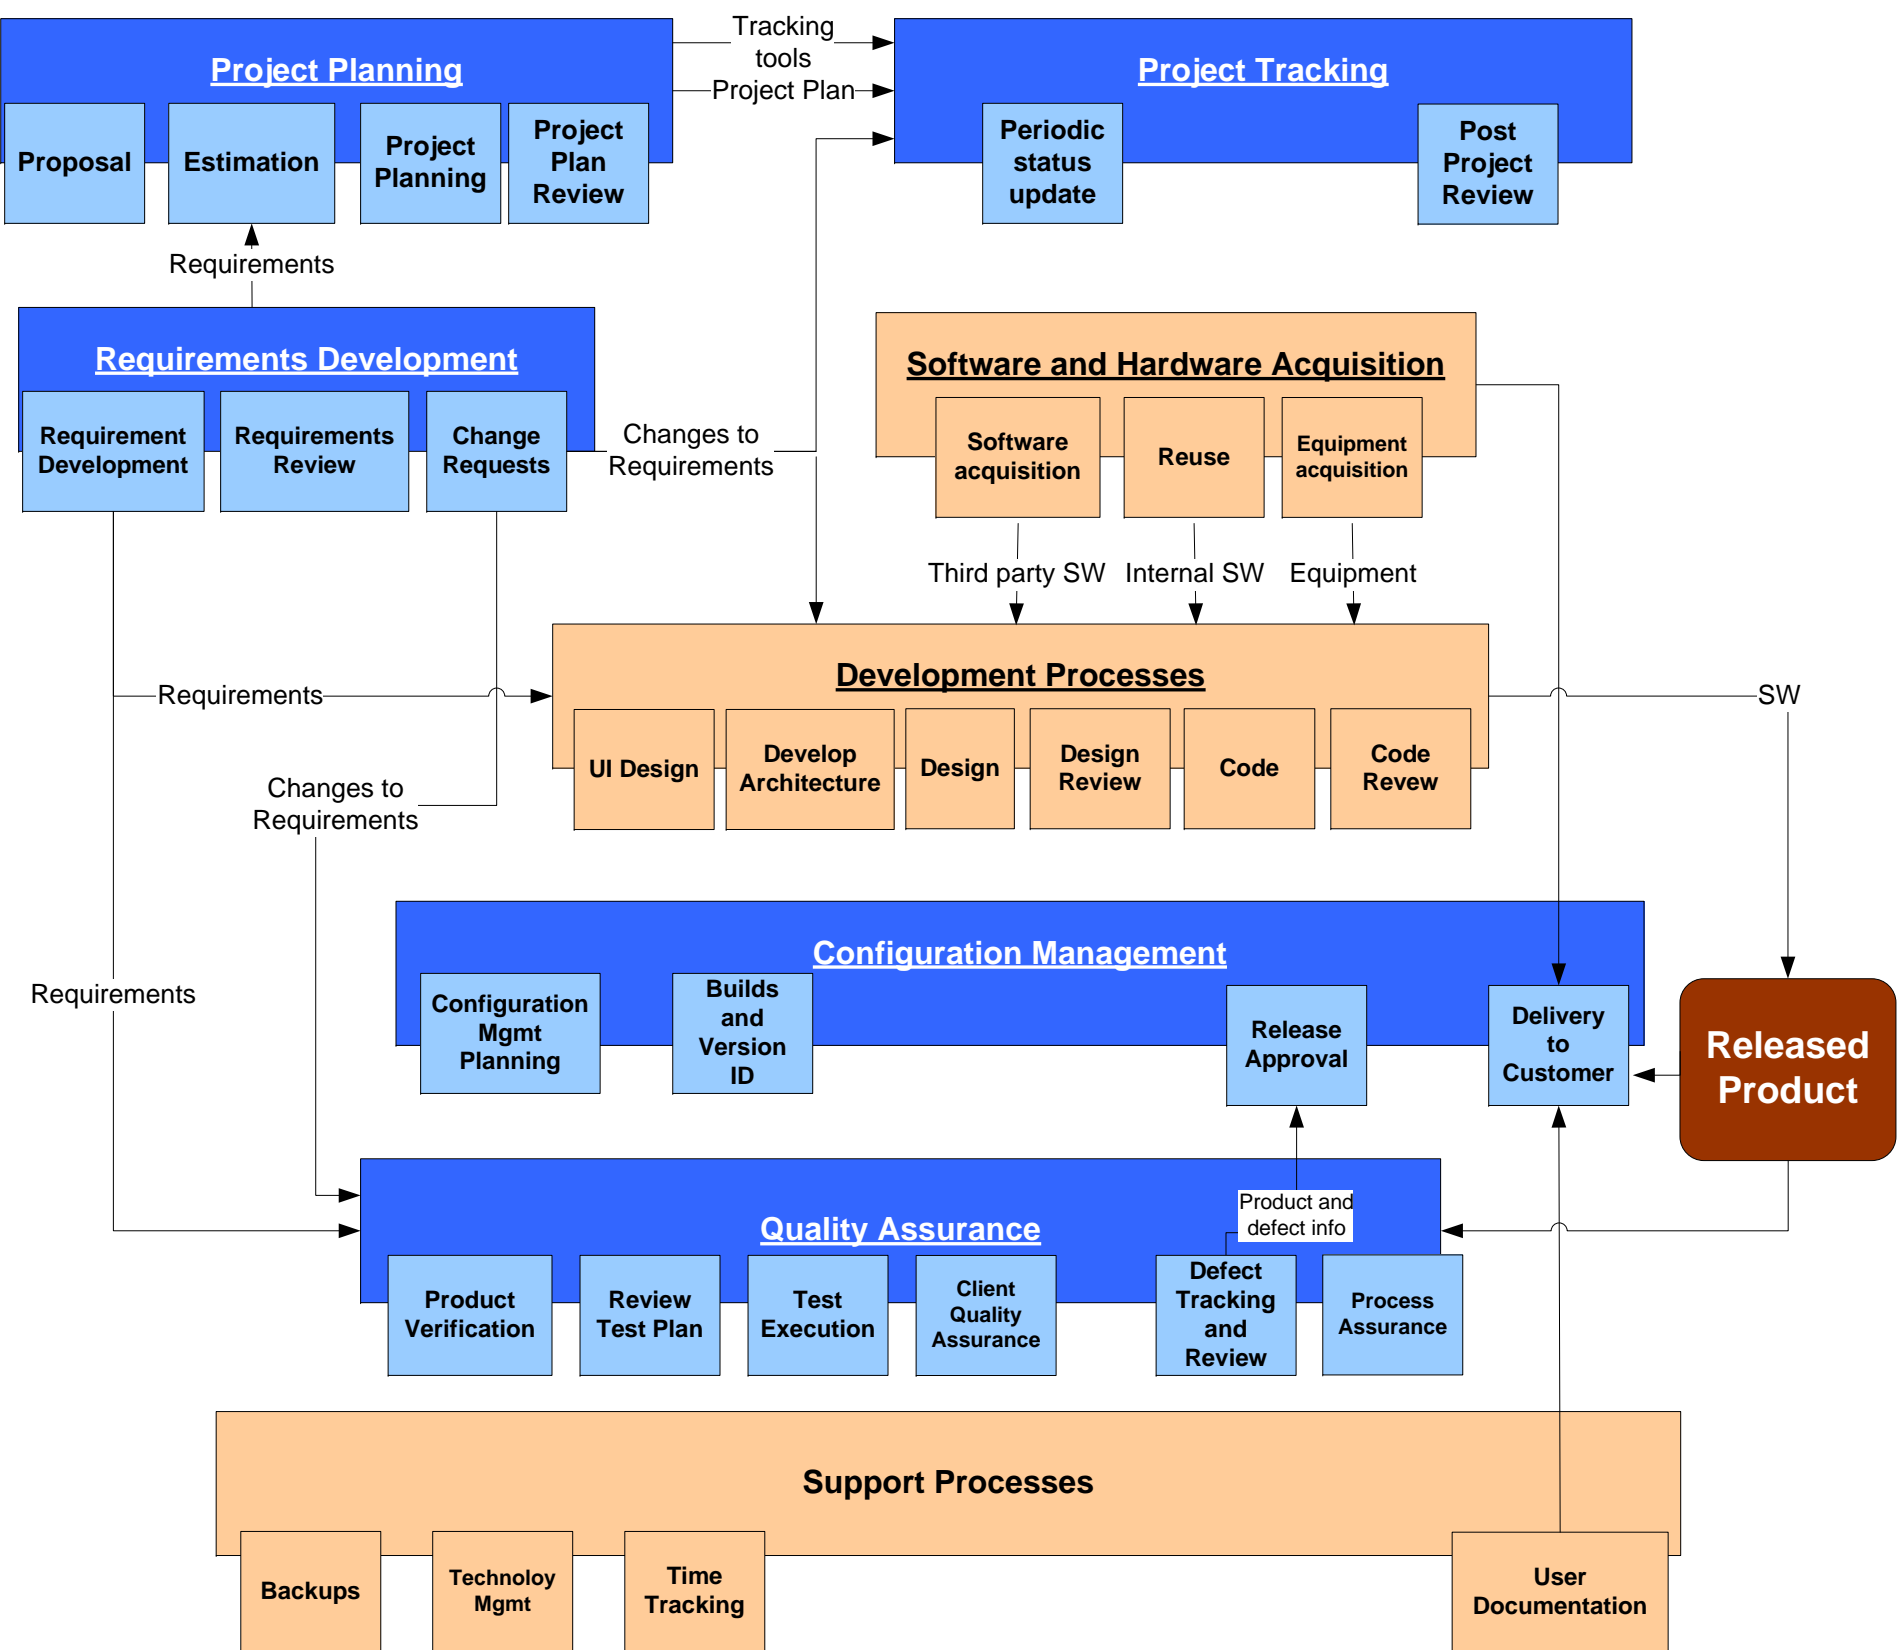 Tracking
tools
Project Plan
Project Planning
Proposal
Estimation
Project
Planning
Project
Plan
Review
Project Tracking
Periodic
status
update
Post
Project
Review
Requirements
Requirements Development
Requirement
Development
Requirements
Review
Change
Requests
Changes to
Requirements
Software and Hardware Acquisition
Software
acquisition
Reuse
Equipment
acquisition
Third party SW
Internal SW
Equipment
Requirements
Development Processes
UI Design
Develop
Architecture
Design
Design
Review
Code
Code
Revew
SW
Changes to
Requirements
Requirements
Configuration Management
Configuration
Mgmt
Planning
Builds
and
Version
ID
Release
Approval
Delivery
to
Customer
Released
Product
Product and
defect info
Quality Assurance
Product
Verification
Review
Test Plan
Test
Execution
Client
Quality
Assurance
Defect
Tracking
and
Review
Process
Assurance
Support Processes
Backups
Technoloy
Mgmt
Time
Tracking
User
Documentation